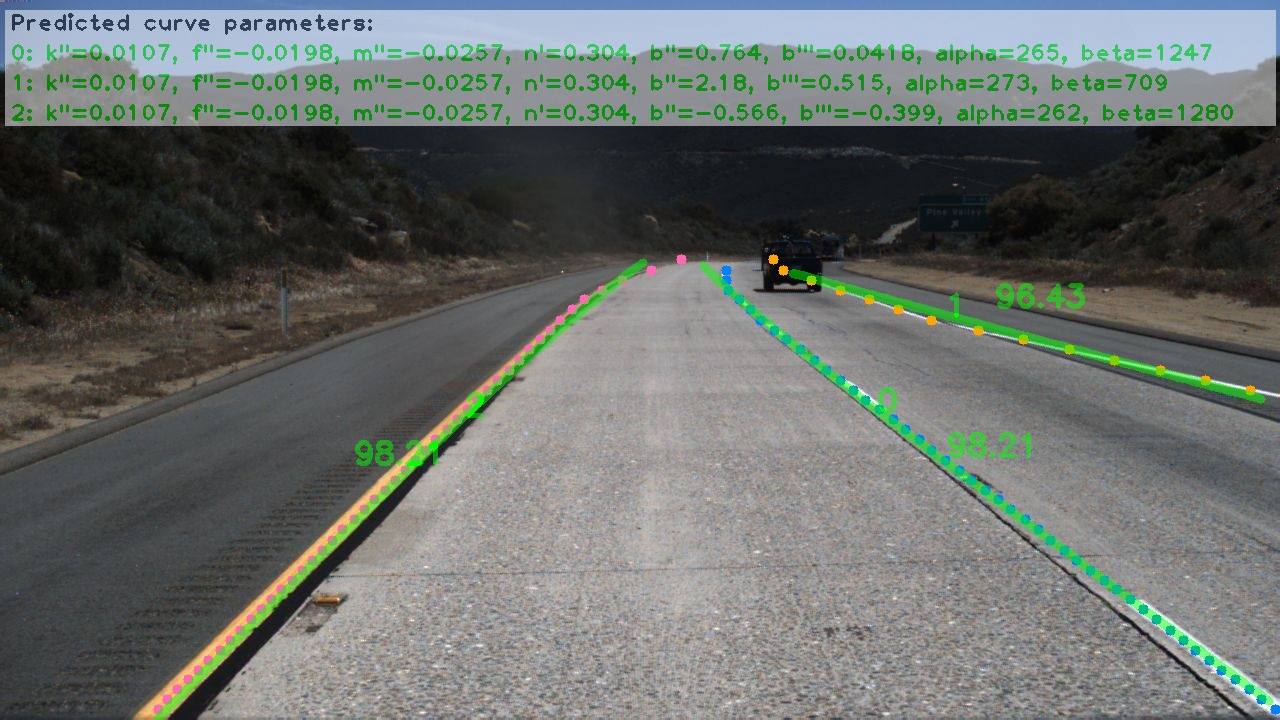 Predicted curve parameters:
0: k''=0.0107, f''=-0.0198, m''=-0.0257, n'=0.304, b''=0.764, b'''=0.0418, alpha=265, beta=1247
1: k''=0.0107, f''=-0.0198, m''=-0.0257, n'=0.304, b''=2.18, b'''=0.515, alpha=273, beta=709
2: k''=0.0107, f''=-0.0198, m''=-0.0257, n'=0.304, b''=-0.566, b'''=-0.399, alpha=262, beta=1280
Pine Valley
1 96.43
0
2
98.21
98.21